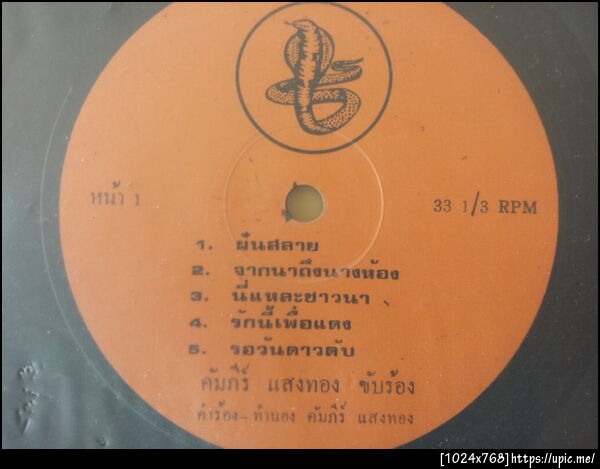 หน้า 1
33 1/3 RPM
1. ฝันสลาย
2. จากนาถึงนางห้อง
3. นี่แหละชาวนา
4. รักนี้เพื่อแตง
5. รอวันดาวดับ
คัมภีร์ แสงทอง ขับร้อง
คำร้อง-ทำนอง คัมภีร์ แสงทอง
[1024x768]https://upic.me/